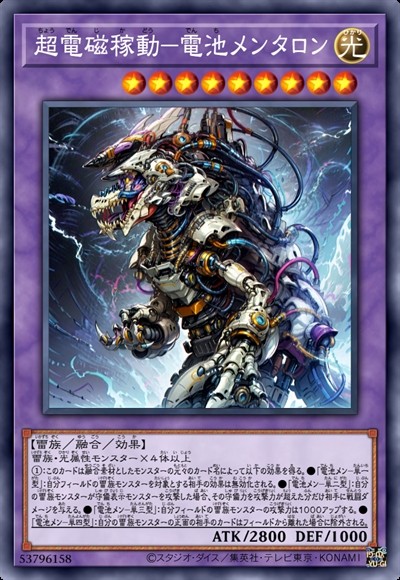 超電磁稼動－電池メンタロン
光
【雷族／融合／効果】
雷族・光属性モンスター×4体以上
①:このカードは融合素材としたモンスターの元々のカード名によって以下の効果を得る。●「電池メン－単一
型」:自分フィールドの雷族モンスターを対象とする相手の効果は無効化される。●「電池メン－単二型」:自分
の雷族モンスターが守備表示モンスターを攻撃した場合、その守備力を攻撃力が超えた分だけ相手に戦闘
ダメージを与える。●「電池メン－単三型」:自分の雷族モンスターの攻撃力は1000アップする。
●「電池メン－単四型」:自分の雷族モンスターの正面の相手のカードはフィールドから離れた場合に除外される。
ATK/2800 DEF/1000
53796158
©スタジオ・ダイス／集英社・テレビ東京・KONAMI